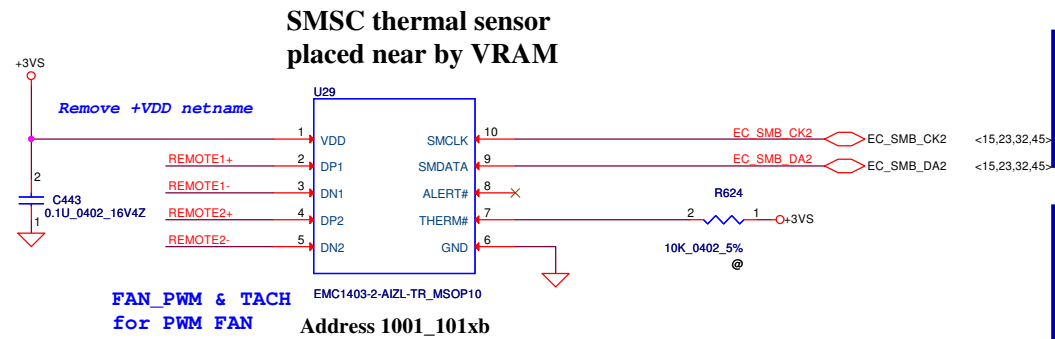 SMSC thermal sensor
placed near by VRAM
+3VS
Remove +VDD netname
U29
1 VDD SMCLK 10 EC_SMB_CK2 EC_SMB_CK2 <15,23,32,45>
REMOTE1+ 2 DP1 SMDATA 9 EC_SMB_DA2 EC_SMB_DA2 <15,23,32,45>
REMOTE1- 3 DN1 ALERT# 8
R624
2
C443
0.1U_0402_16V4Z
1
REMOTE2+ 4 DP2 THERM# 7 2 1 +3VS
REMOTE2- 5 DN2 GND 6
10K_0402_5%
@
EMC1403-2-AIZL-TR_MSOP10
FAN_PWM & TACH
for PWM FAN
Address 1001_101xb